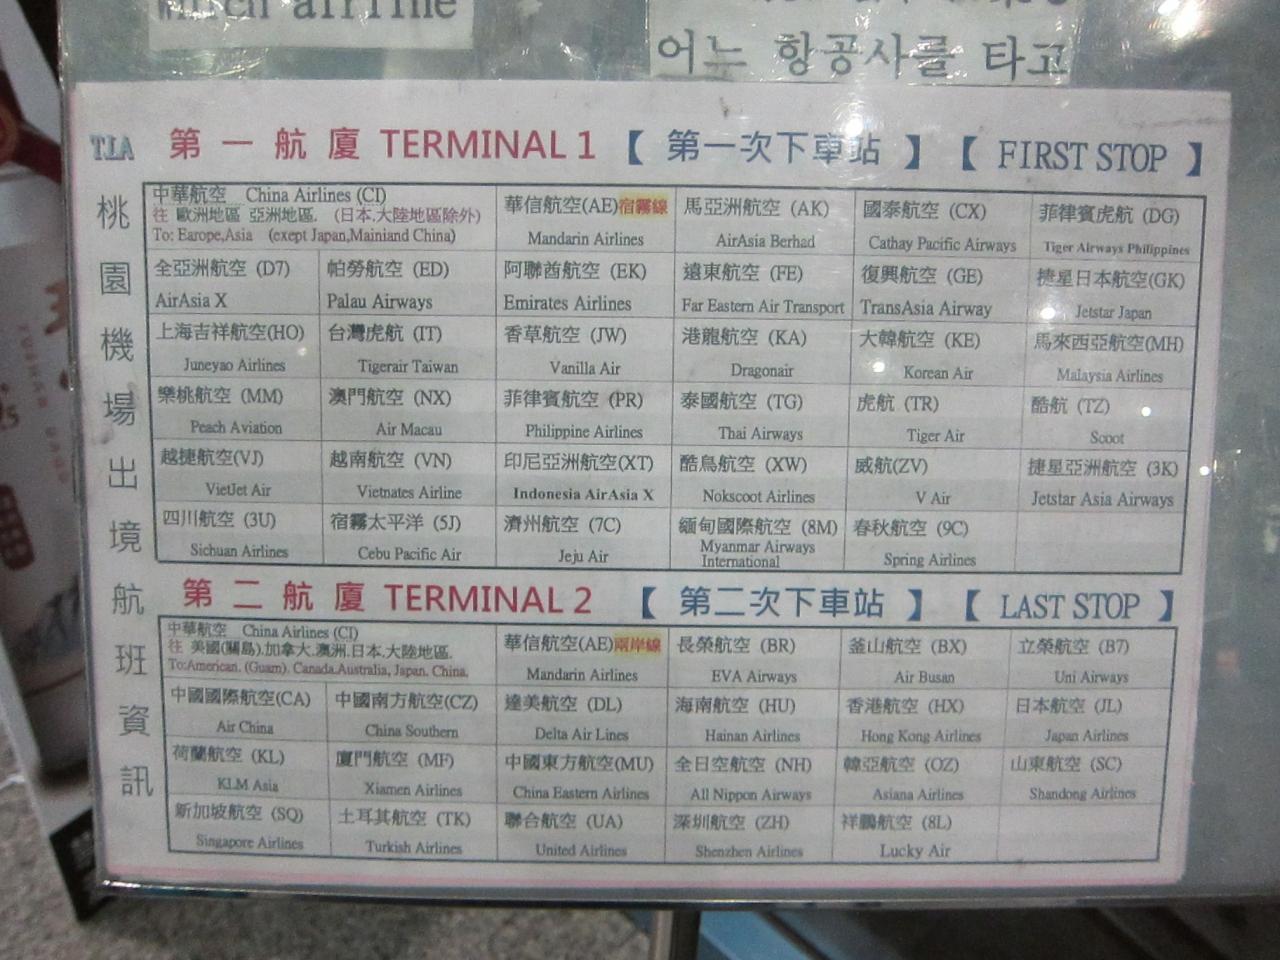 which airline
어느 항공사를 타고
TIA 第一航廈 TERMINAL 1 【 第一次下車站 】 【 FIRST STOP 】
桃園機場出境航班資訊
中華航空 China Airlines (CI)
往 歐洲地區 亞洲地區. (日本.大陸地區除外)
To: Earope,Asia (exept Japan,Mainiand China)
華信航空(AE)宿霧線
Mandarin Airlines
馬亞洲航空 (AK)
AirAsia Berhad
國泰航空 (CX)
Cathay Pacific Airways
菲律賓虎航 (DG)
Tiger Airways Philippines
全亞洲航空 (D7)
AirAsia X
帕勞航空 (ED)
Palau Airways
阿聯酋航空 (EK)
Emirates Airlines
遠東航空 (FE)
Far Eastern Air Transport
復興航空 (GE)
TransAsia Airway
捷星日本航空(GK)
Jetstar Japan
上海吉祥航空(HO)
Juneyao Airlines
台灣虎航 (IT)
Tigerair Taiwan
香草航空 (JW)
Vanilla Air
港龍航空 (KA)
Dragonair
大韓航空 (KE)
Korean Air
馬來西亞航空(MH)
Malaysia Airlines
樂桃航空 (MM)
Peach Aviation
澳門航空 (NX)
Air Macau
菲律賓航空 (PR)
Philippine Airlines
泰國航空 (TG)
Thai Airways
虎航 (TR)
Tiger Air
酷航 (TZ)
Scoot
越捷航空(VJ)
VietJet Air
越南航空 (VN)
Vietnates Airline
印尼亞洲航空(XT)
Indonesia AirAsia X
酷鳥航空 (XW)
Nokscoot Airlines
威航(ZV)
V Air
捷星亞洲航空 (3K)
Jetstar Asia Airways
四川航空 (3U)
Sichuan Airlines
宿霧太平洋 (5J)
Cebu Pacific Air
濟州航空 (7C)
Jeju Air
緬甸國際航空 (8M)
Myanmar Airways
International
春秋航空 (9C)
Spring Airlines
第二航廈 TERMINAL 2 【 第二次下車站 】 【 LAST STOP 】
中華航空 China Airlines (CI)
往 美國(關島).加拿大.澳洲.日本.大陸地區.
To:American. (Guam). Canada.Australia, Japan. China.
華信航空(AE)兩岸線
Mandarin Airlines
長榮航空 (BR)
EVA Airways
釜山航空 (BX)
Air Busan
立榮航空 (B7)
Uni Airways
中國國際航空(CA)
Air China
中國南方航空(CZ)
China Southern
達美航空 (DL)
Delta Air Lines
海南航空 (HU)
Hainan Airlines
香港航空 (HX)
Hong Kong Airlines
日本航空 (JL)
Japan Airlines
荷蘭航空 (KL)
KLM Asia
廈門航空 (MF)
Xiamen Airlines
中國東方航空(MU)
China Eastern Airlines
全日空航空 (NH)
All Nippon Airways
韓亞航空 (OZ)
Asiana Airlines
山東航空 (SC)
Shandong Airlines
新加坡航空 (SQ)
Singapore Airlines
土耳其航空 (TK)
Turkish Airlines
聯合航空 (UA)
United Airlines
深圳航空 (ZH)
Shenzhen Airlines
祥鵬航空 (8L)
Lucky Air